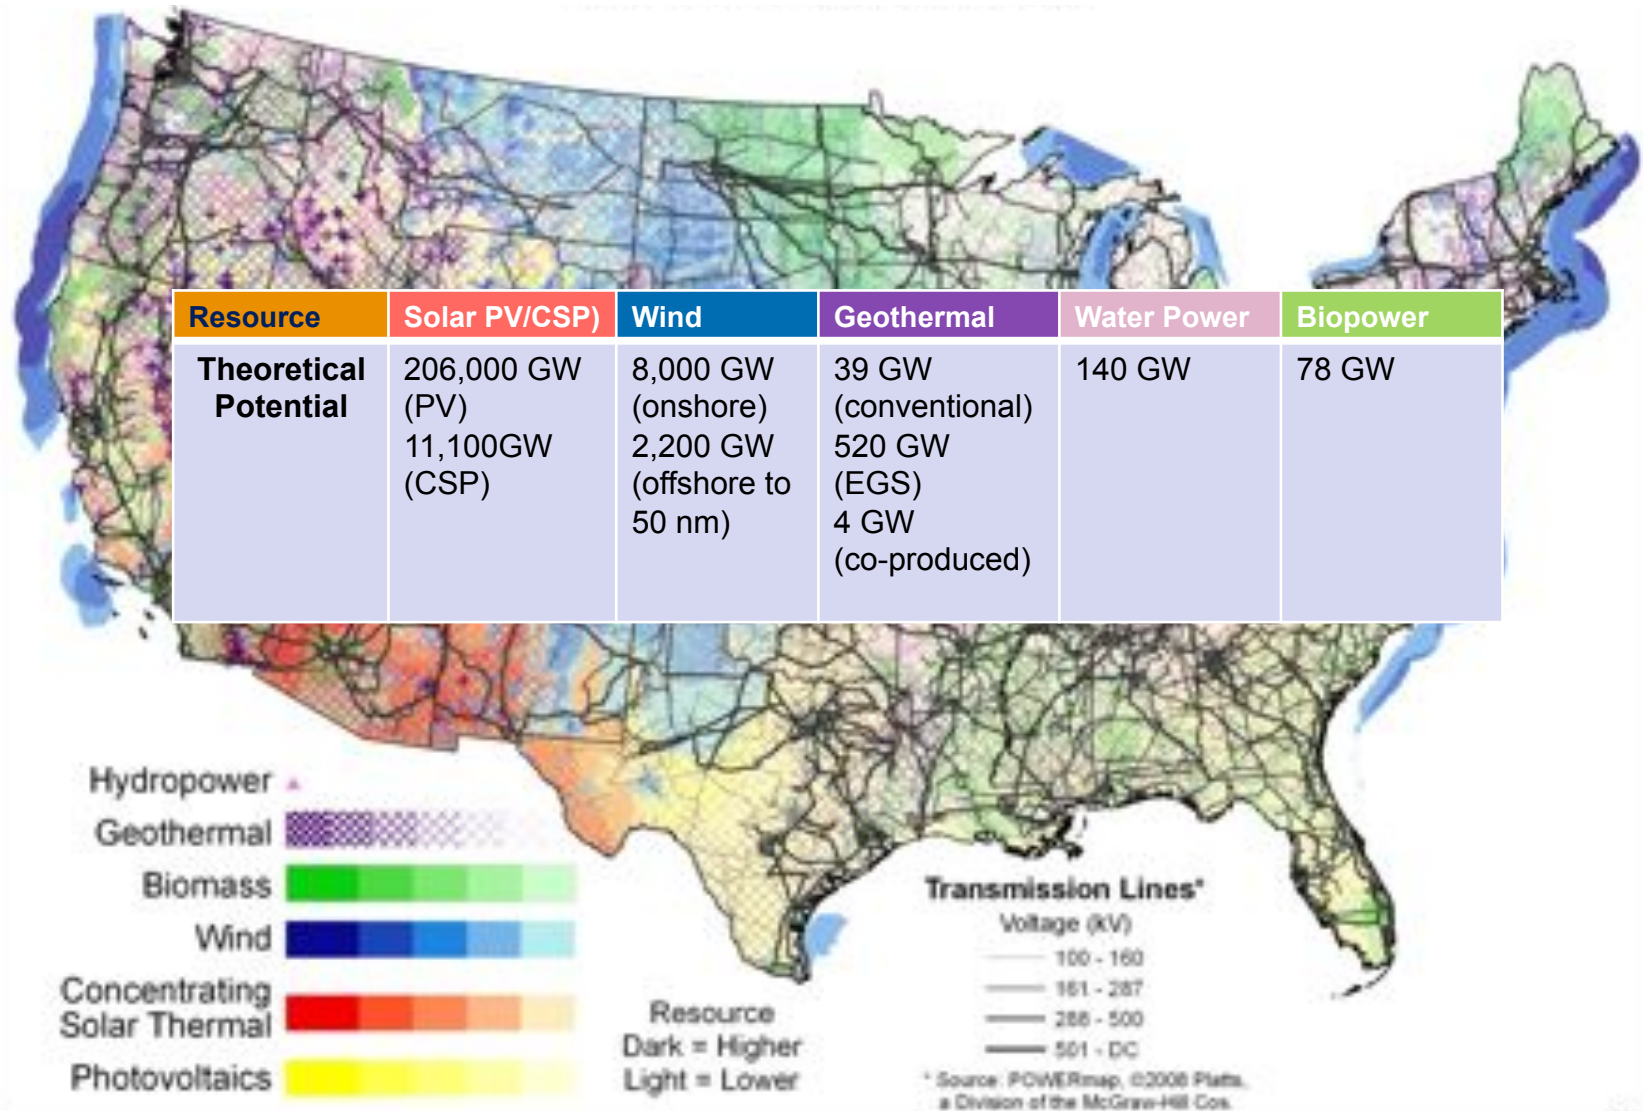 Resource
Solar PV/CSP)
Wind
Geothermal
Water Power
Biopower
Theoretical
Potential
206,000 GW
(PV)
11,100GW
(CSP)
8,000 GW
(onshore)
2,200 GW
(offshore to
50 nm)
39 GW
(conventional)
520 GW
(EGS)
4 GW
(co-produced)
140 GW
78 GW
Hydropower
Geothermal
Biomass
Wind
Concentrating
Solar Thermal
Photovoltaics
Resource
Dark = Higher
Light = Lower
Transmission Lines*
Voltage (kV)
100 - 160
161 - 287
288 - 500
501 - DC
* Source: POWERmap, ©2008 Platts,
a Division of the McGraw-Hill Cos.